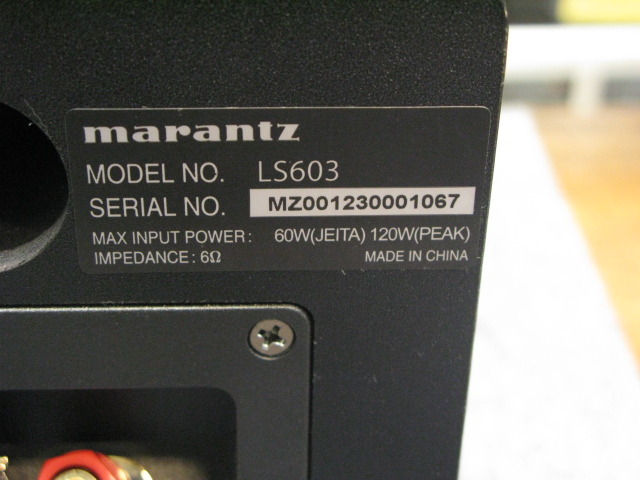 marantz
MODEL NO. LS603
SERIAL NO. MZ001230001067
MAX INPUT POWER: 60W(JEITA) 120W(PEAK)
IMPEDANCE: 6Ω MADE IN CHINA